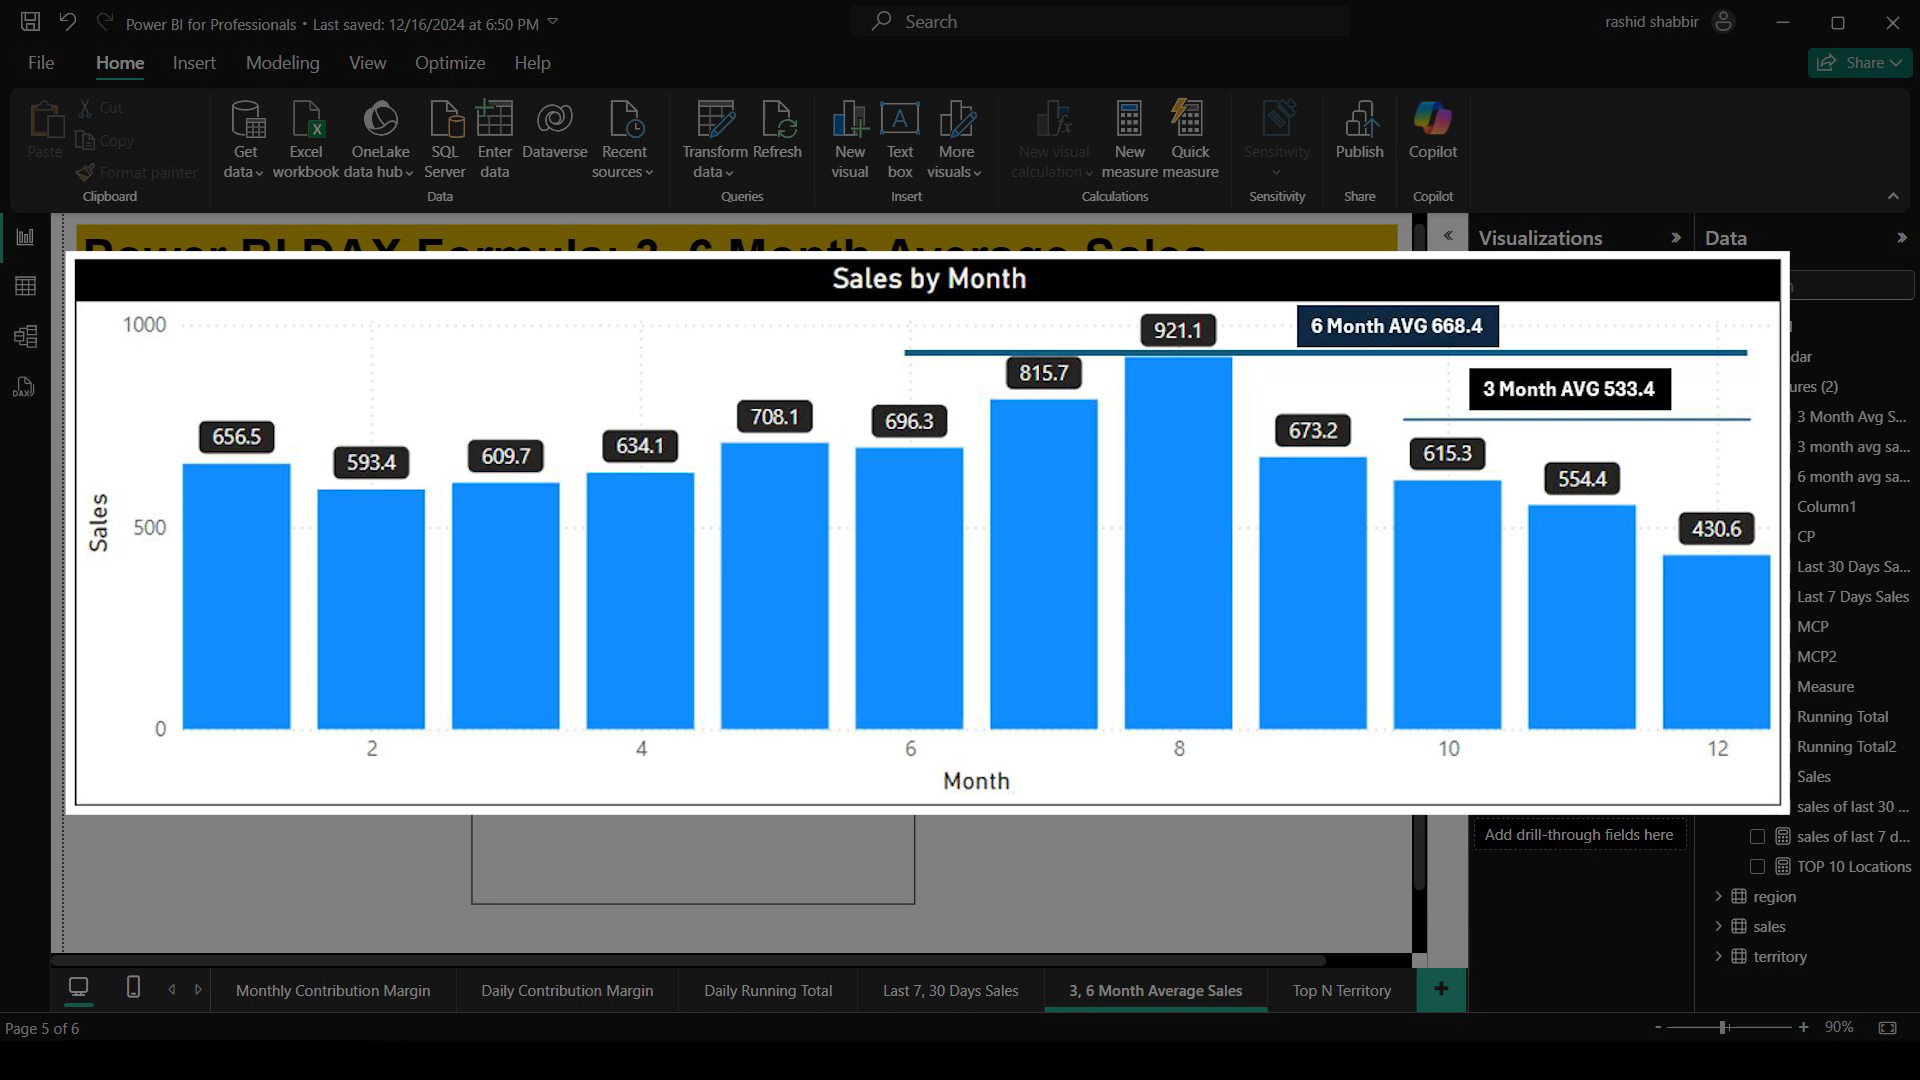 Power BI for Professionals • Last saved: 12/16/2024 at 6:50 PM
Search
rashid shabbir
File Home Insert Modeling View Optimize Help
Share
Paste
Cut
Copy
Format painter
Clipboard
Get data
Excel workbook
OneLake data hub
SQL Server
Enter data
Dataverse
Recent sources
Data
Transform data
Refresh
Queries
New visual
Text box
More visuals
Insert
New visual calculation
New measure
Quick measure
Calculations
Sensitivity
Sensitivity
Publish
Share
Copilot
Copilot
Power BI DAX Formula: 3, 6 Month Average Sales
Visualizations
Data
Sales by Month
6 Month AVG 668.4
3 Month AVG 533.4
1000
500
0
Sales
656.5
593.4
609.7
634.1
708.1
696.3
815.7
921.1
673.2
615.3
554.4
430.6
2 4 6 8 10 12
Month
dar
ures (2)
3 Month Avg S...
3 month avg sa...
6 month avg sa...
Column1
CP
Last 30 Days Sa...
Last 7 Days Sales
MCP
MCP2
Measure
Running Total
Running Total2
Sales
sales of last 30 ...
sales of last 7 d...
TOP 10 Locations
region
sales
territory
Add drill-through fields here
Monthly Contribution Margin
Daily Contribution Margin
Daily Running Total
Last 7, 30 Days Sales
3, 6 Month Average Sales
Top N Territory
+
Page 5 of 6
- + 90%